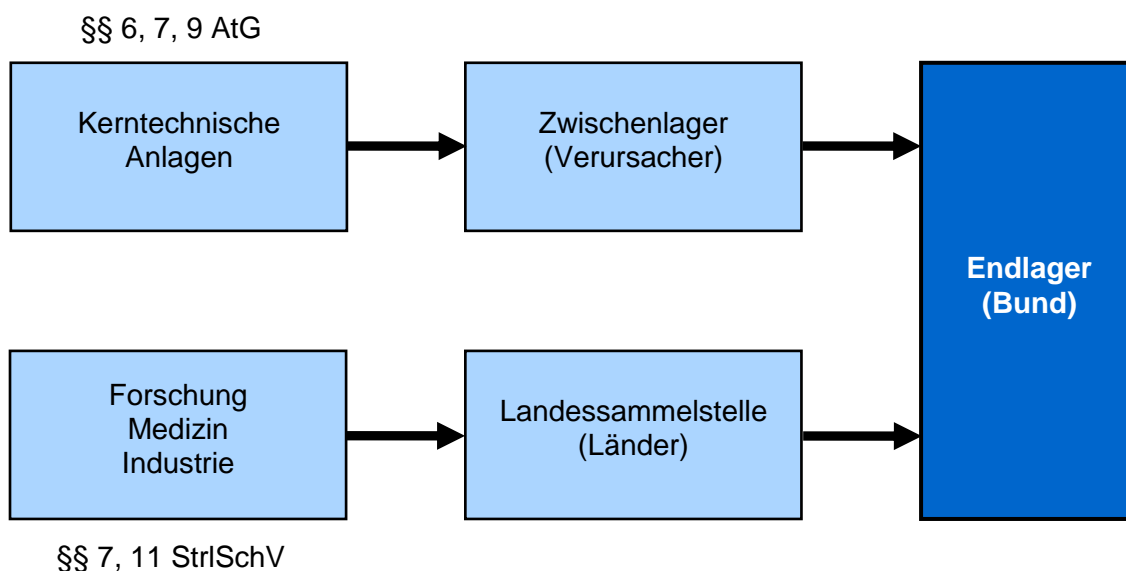 §§ 6, 7, 9 AtG
Kerntechnische
Anlagen
Zwischenlager
(Verursacher)
Endlager
(Bund)
Forschung
Medizin
Industrie
Landessammelstelle
(Länder)
§§ 7, 11 StrlSchV